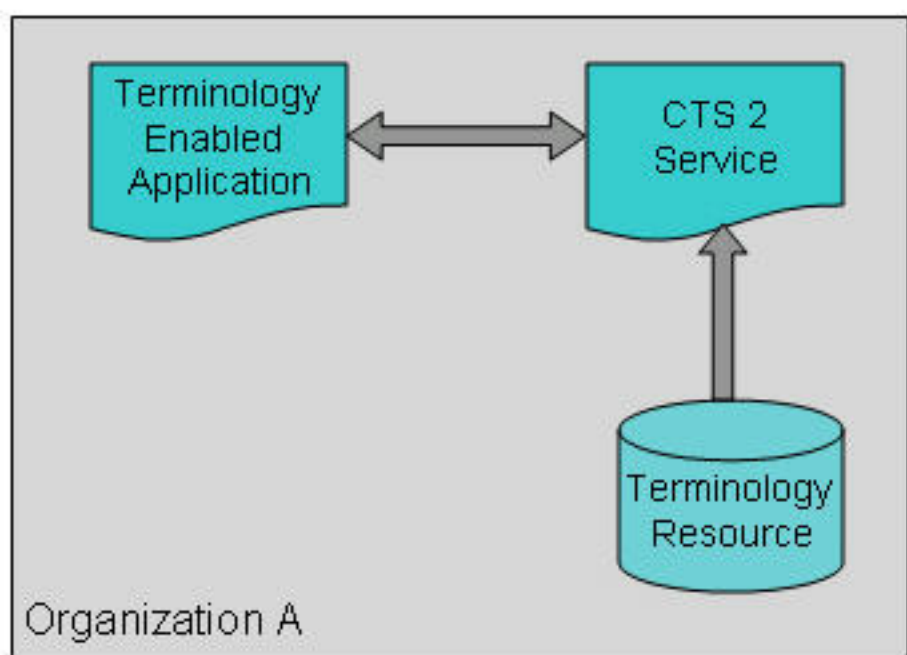 Terminology
Enabled
Application
CTS 2
Service
Terminology
Resource
Organization A